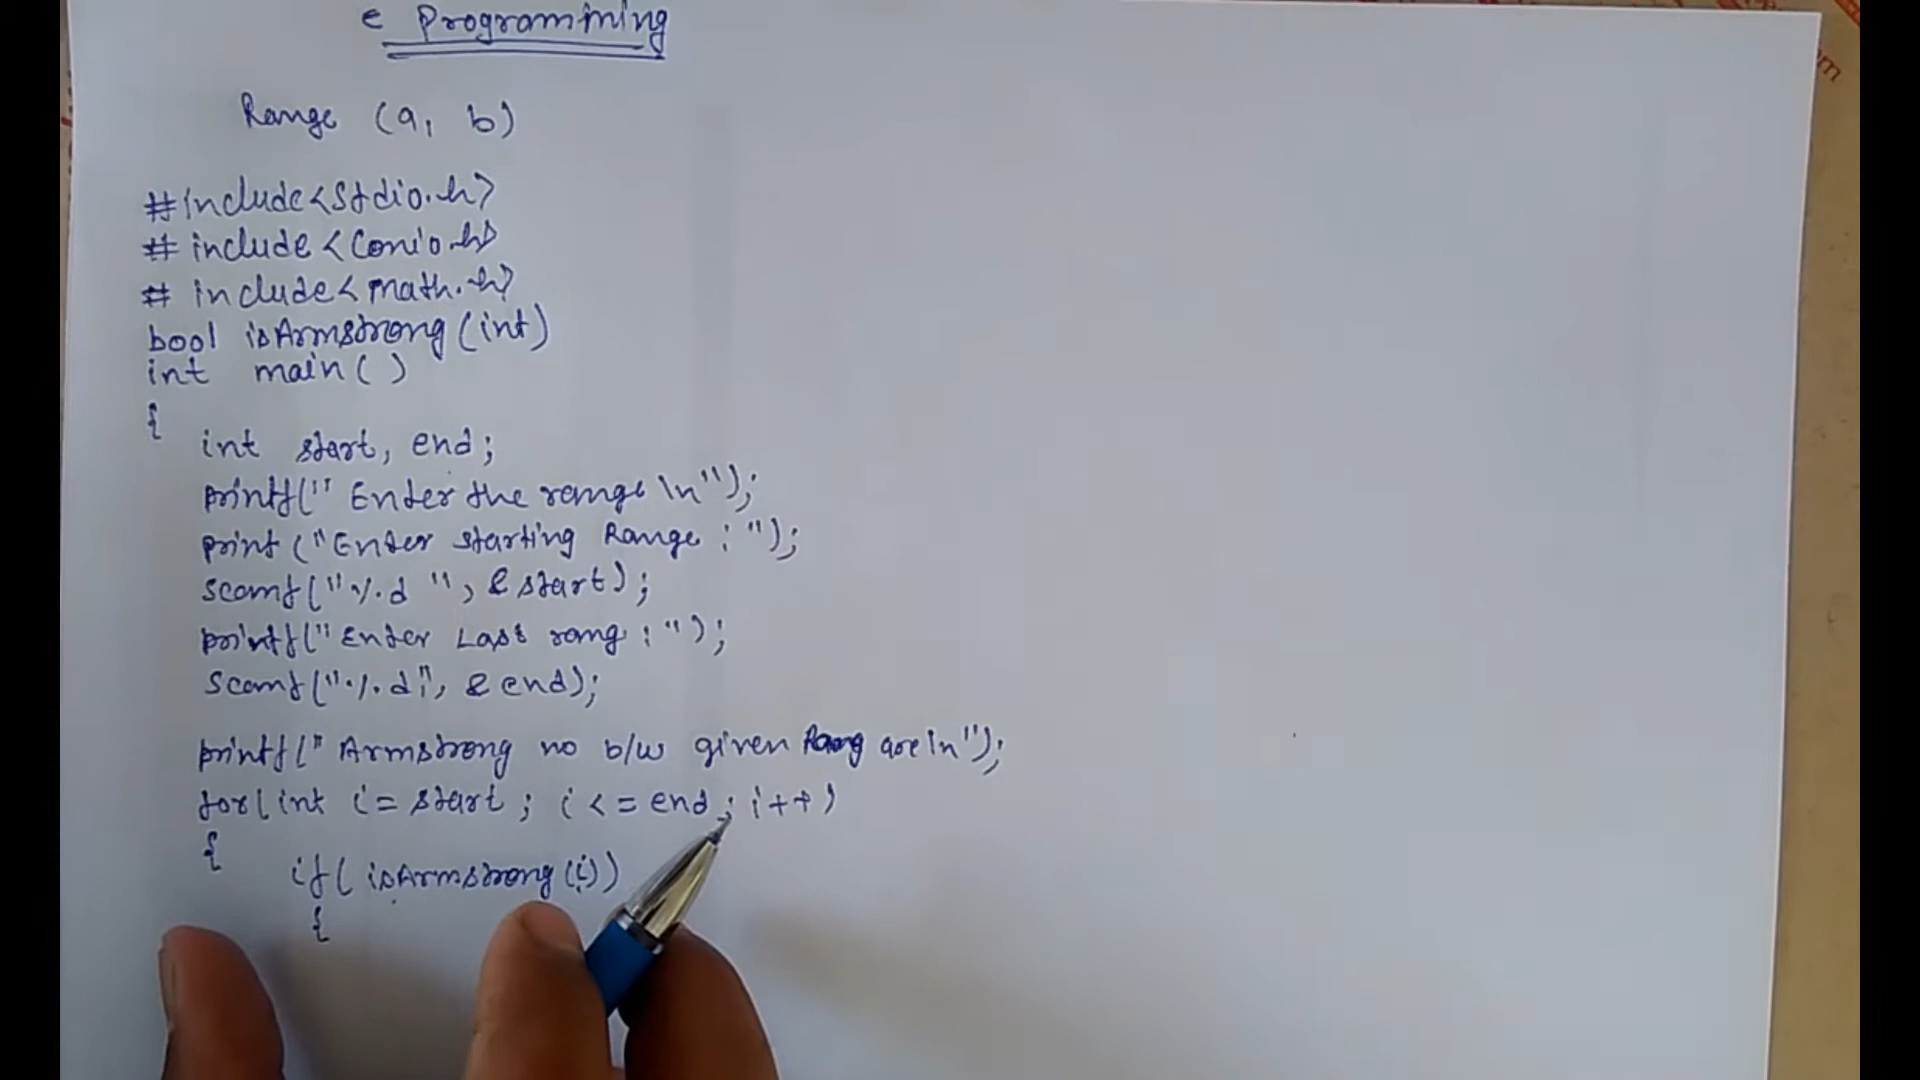 C Programming
Range (a, b)
#include<stdio.h>
# include<conio.h>
# include<math.h>
bool isArmstrong(int)
int main()
{
int start, end;
printf(" Enter the range \n");
print ("Enter starting Range : ");
scanf("%d ", &start);
printf("Enter Last rang : ");
scanf("%d", &end);
printf(" Armstrong no b/w given Rang are \n");
for(int i= start ; i <= end ; i++)
{
if( isArmstrong(i))
{